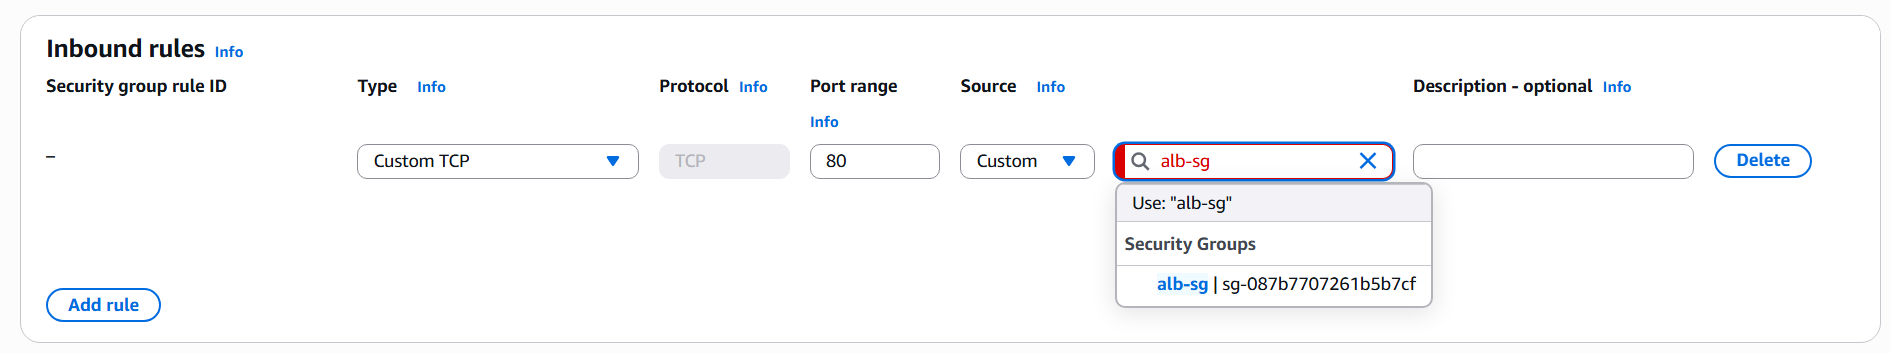 Inbound rules Info
Security group rule ID Type Info Protocol Info Port range Info Source Info Description - optional Info
– Custom TCP TCP 80 Custom alb-sg Delete
Use: "alb-sg"
Security Groups
alb-sg | sg-087b7707261b5b7cf
Add rule